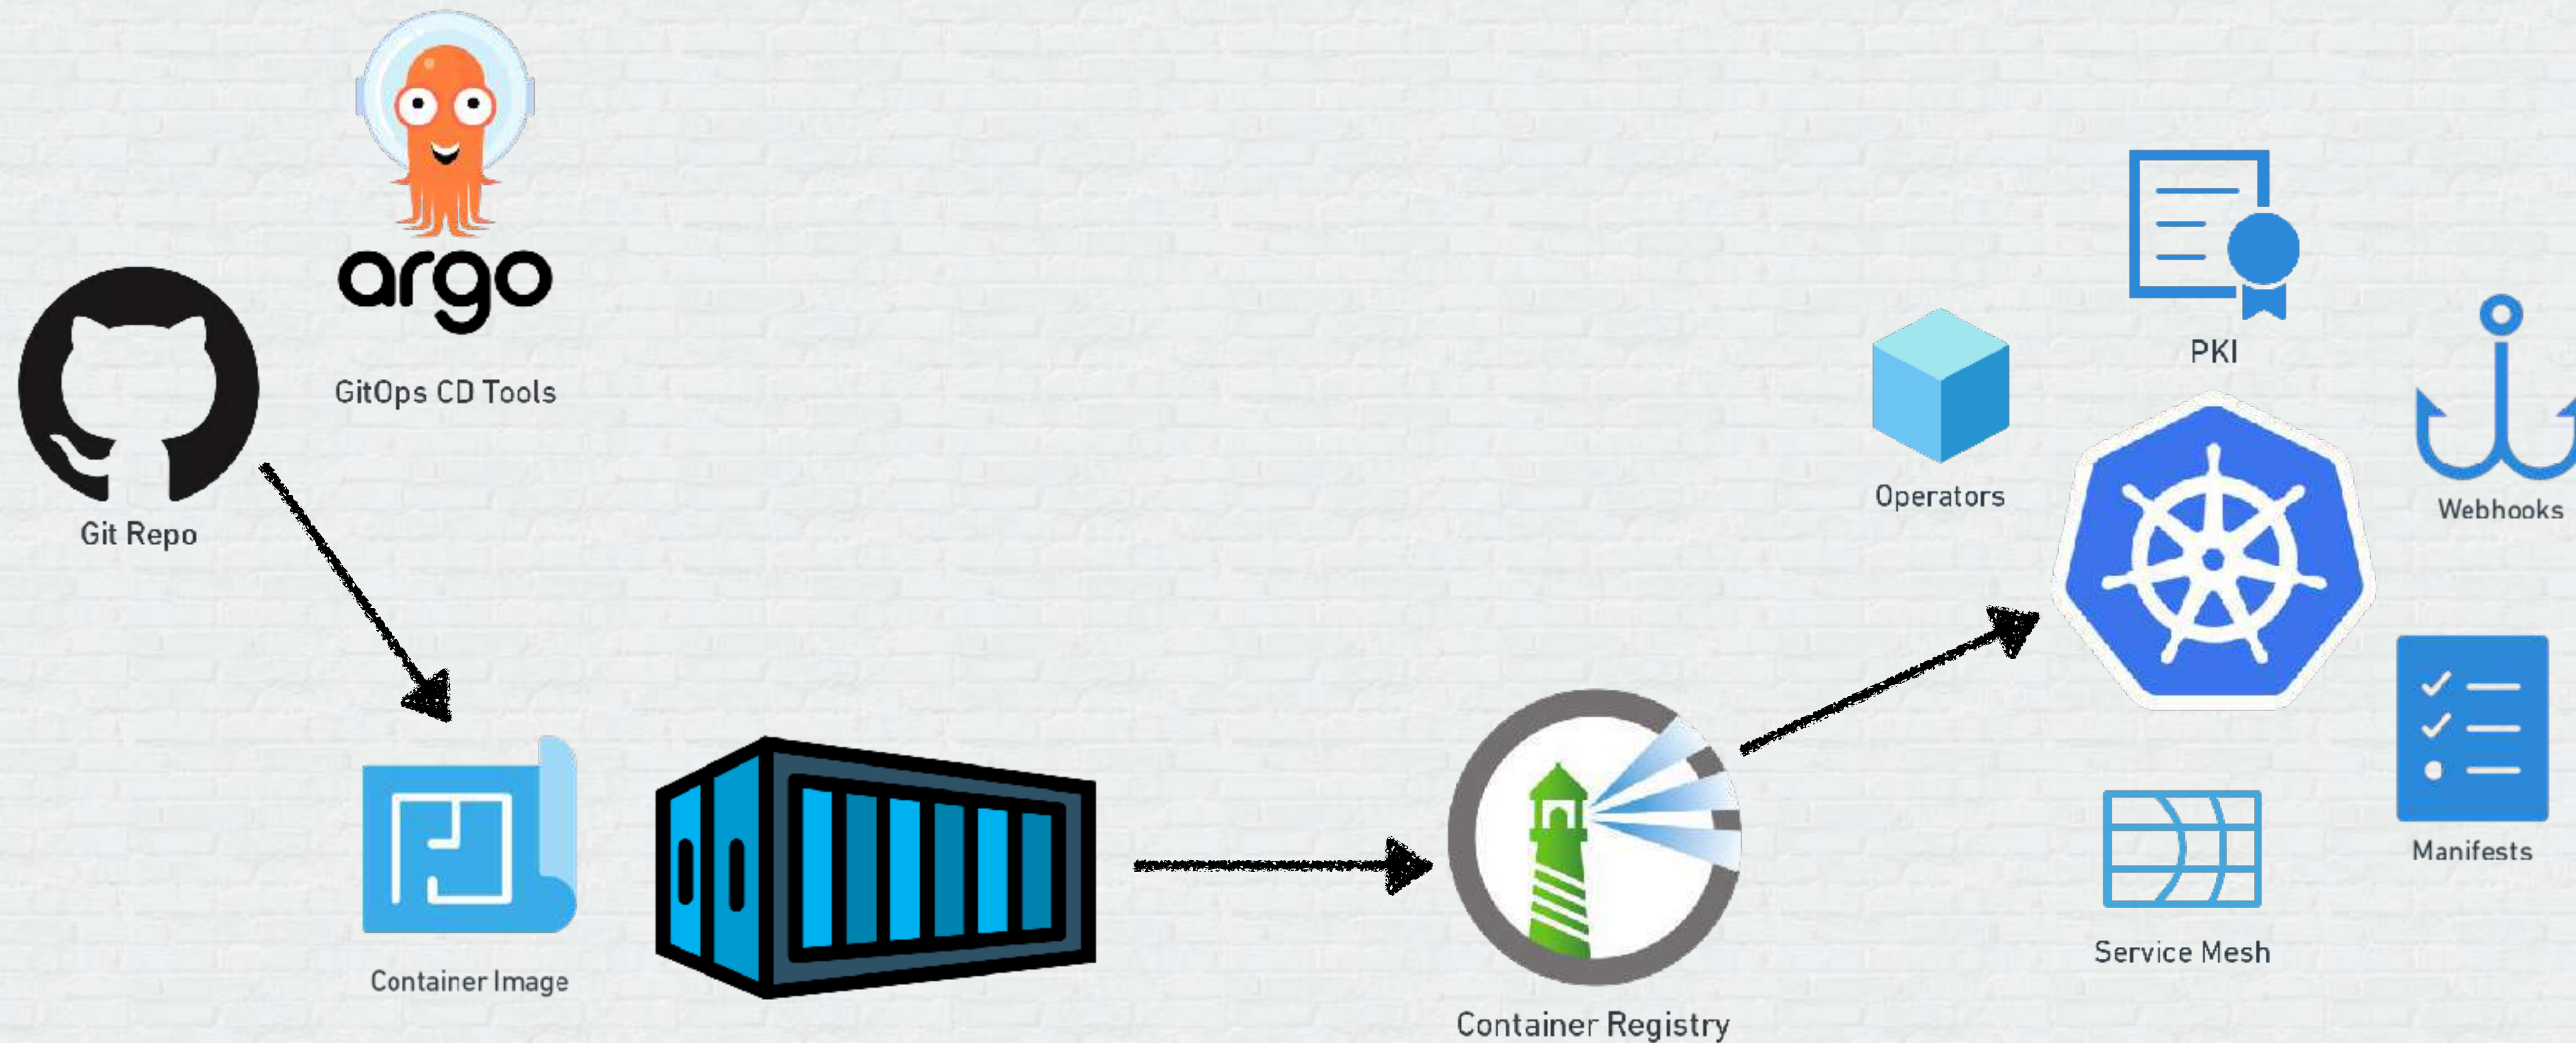 argo
GitOps CD Tools
Git Repo
Container Image
Container Registry
Operators
PKI
Webhooks
Manifests
Service Mesh